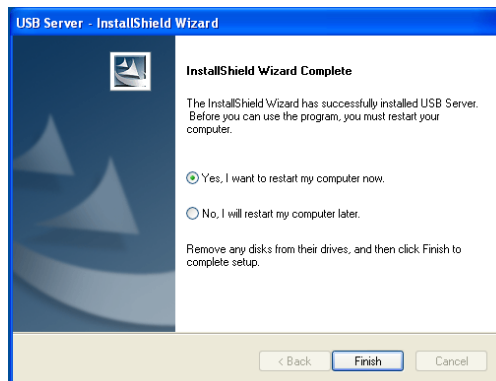 USB Server - InstallShield Wizard
InstallShield Wizard Complete
The InstallShield Wizard has successfully installed USB Server.
Before you can use the program, you must restart your
computer.
Yes, I want to restart my computer now.
No, I will restart my computer later.
Remove any disks from their drives, and then click Finish to
complete setup.
< Back
Finish
Cancel